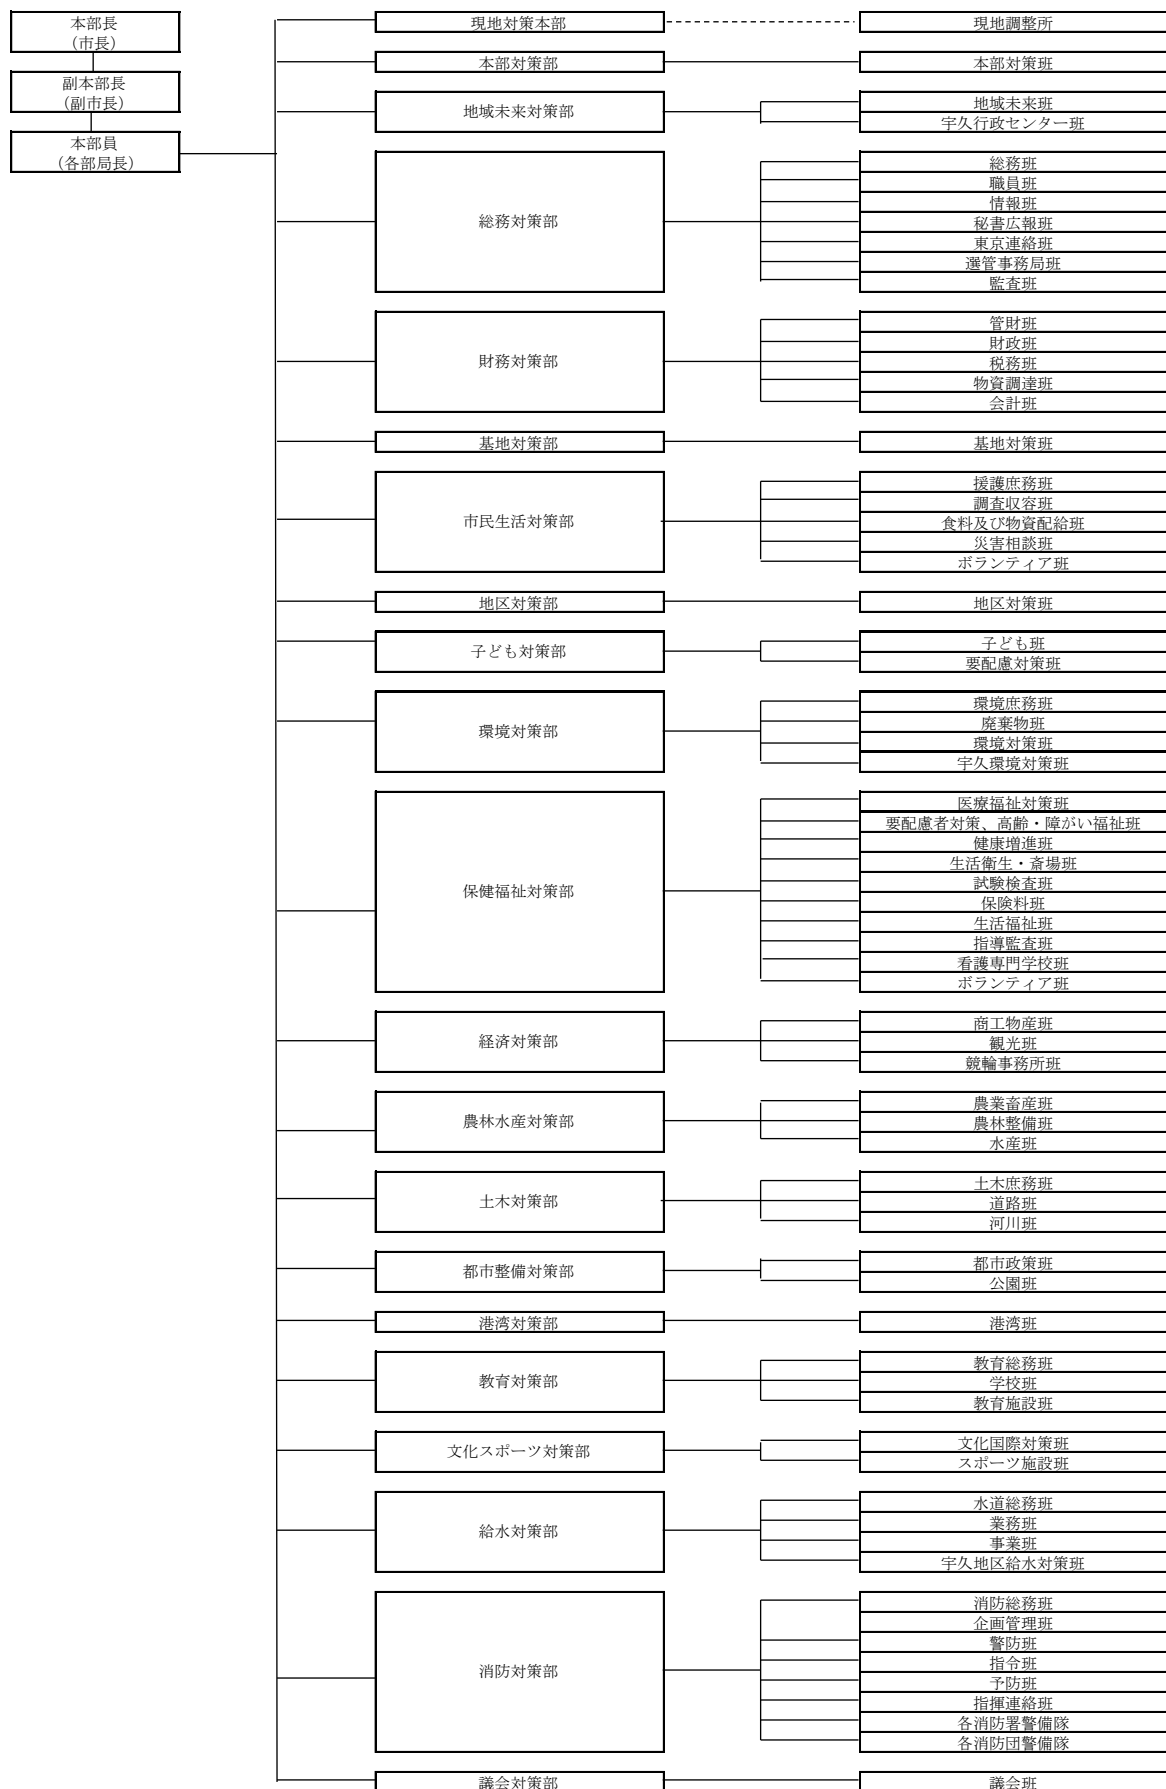 本部長
(市長)
副本部長
(副市長)
本部員
(各部局長)
現地対策本部
現地調整所
本部対策部
本部対策班
地域未来対策部
地域未来班
宇久行政センター班
総務対策部
総務班
職員班
情報班
秘書広報班
東京連絡班
選管事務局班
監査班
財務対策部
管財班
財政班
税務班
物資調達班
会計班
基地対策部
基地対策班
市民生活対策部
援護庶務班
調査収容班
食料及び物資配給班
災害相談班
ボランティア班
地区対策部
地区対策班
子ども対策部
子ども班
要配慮対策班
環境対策部
環境庶務班
廃棄物班
環境対策班
宇久環境対策班
保健福祉対策部
医療福祉対策班
要配慮者対策、高齢・障がい福祉班
健康増進班
生活衛生・斎場班
試験検査班
保険料班
生活福祉班
指導監査班
看護専門学校班
ボランティア班
経済対策部
商工物産班
観光班
競輪事務所班
農林水産対策部
農業畜産班
農林整備班
水産班
土木対策部
土木庶務班
道路班
河川班
都市整備対策部
都市政策班
公園班
港湾対策部
港湾班
教育対策部
教育総務班
学校班
教育施設班
文化スポーツ対策部
文化国際対策班
スポーツ施設班
給水対策部
水道総務班
業務班
事業班
宇久地区給水対策班
消防対策部
消防総務班
企画管理班
警防班
指令班
予防班
指揮連絡班
各消防署警備隊
各消防団警備隊
議会対策部
議会班